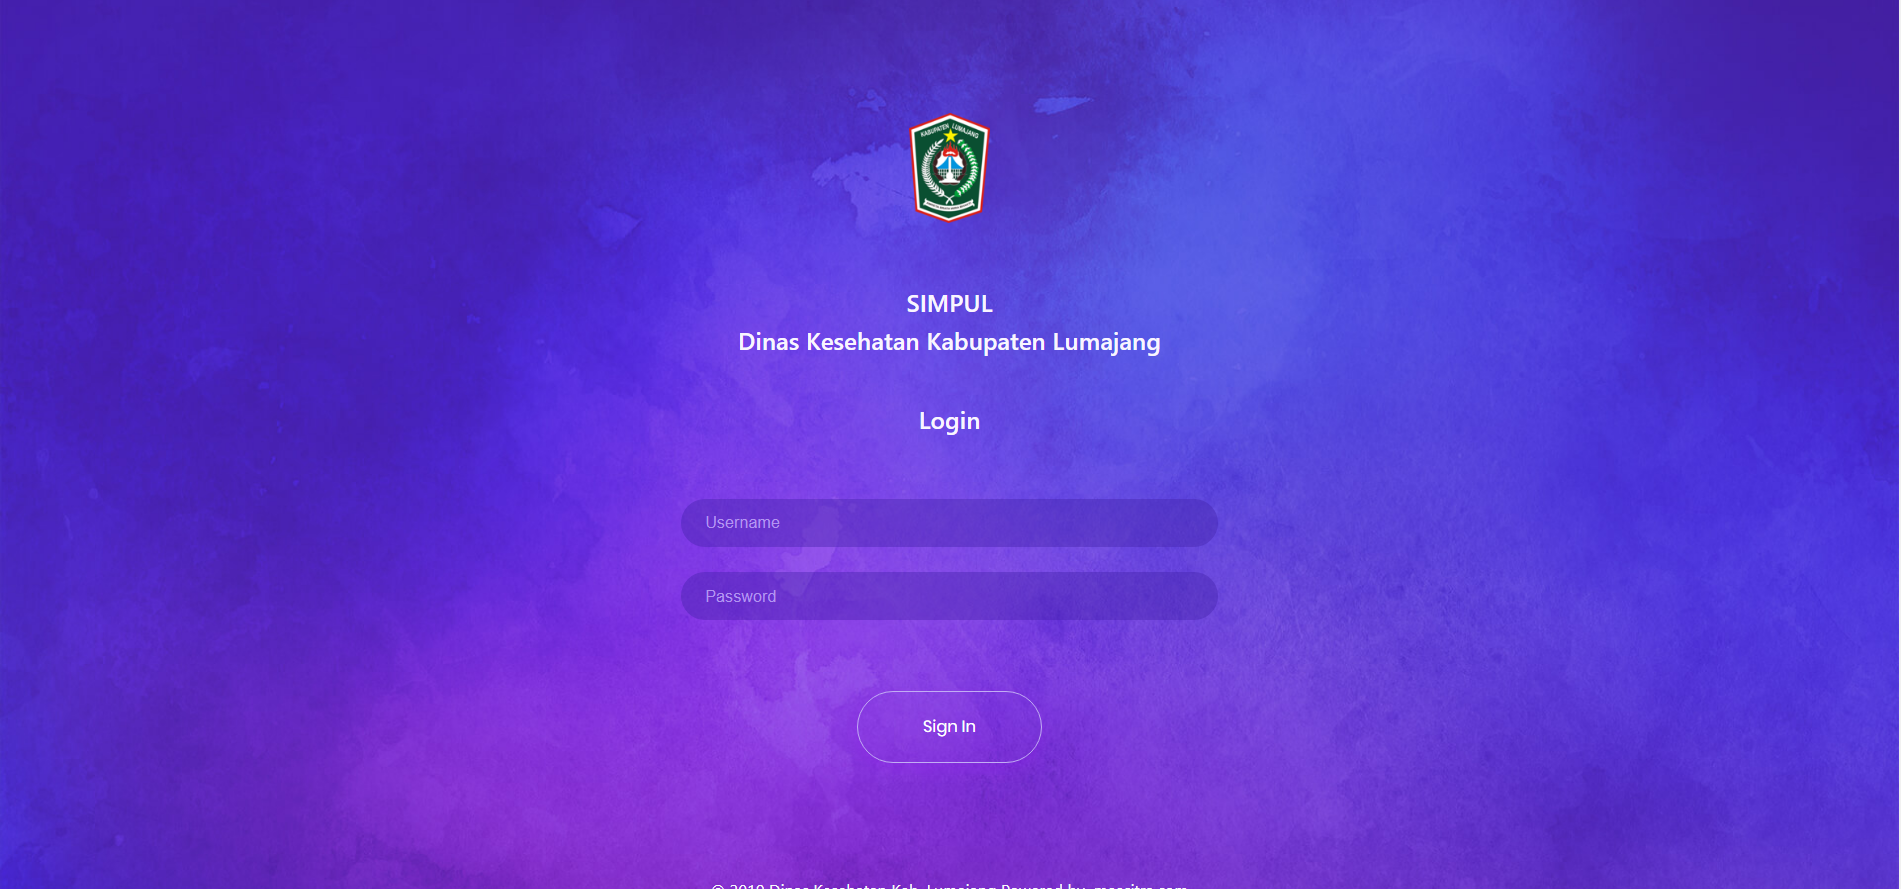 KABUPATEN LUMAJANG
SIMPUL
Dinas Kesehatan Kabupaten Lumajang
Login
Username
Password
Sign In
© 2019 Dinas Kesehatan Kab. Lumajang Powered by